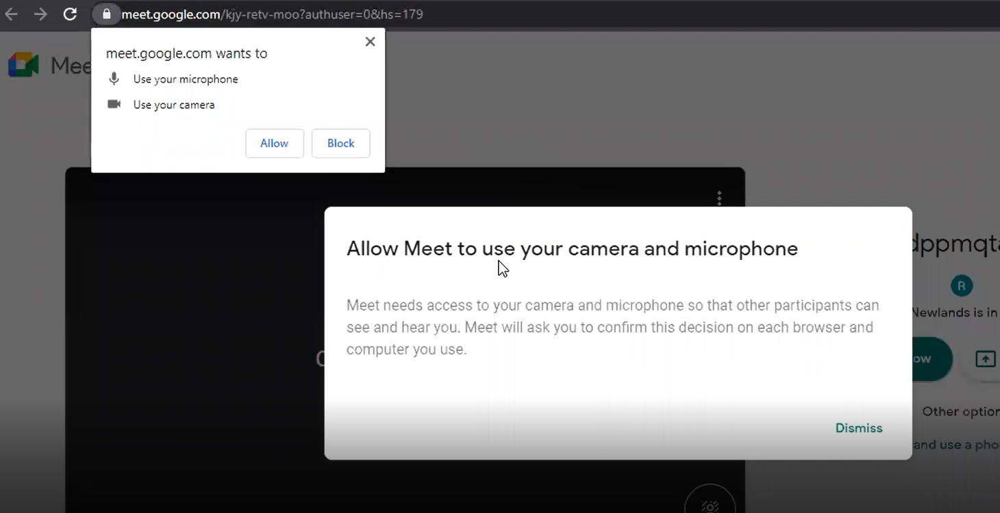 meet.google.com/kjy-retv-moo?authuser=0&hs=179
meet.google.com wants to
Use your microphone
Use your camera
Allow Block
Allow Meet to use your camera and microphone
Meet needs access to your camera and microphone so that other participants can
see and hear you. Meet will ask you to confirm this decision on each browser and
computer you use.
Dismiss
R
Newlands is in
Other option
and use a pho